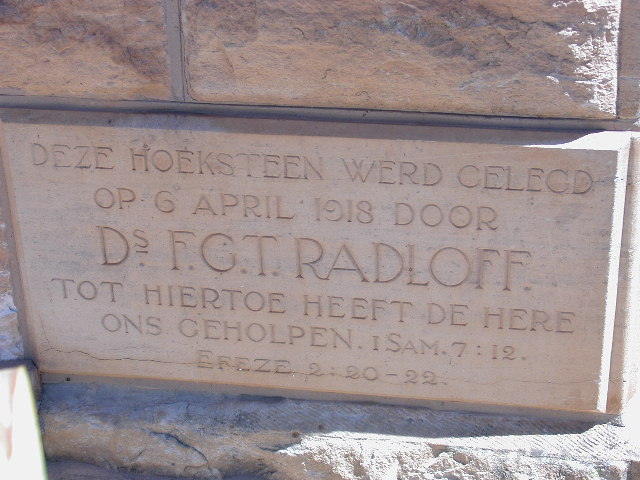 DEZE HOEKSTEEN WERD GELEGD
OP 6 APRIL 1918 DOOR
Ds F.G.T. RADLOFF.
TOT HIERTOE HEEFT DE HERE
ONS GEHOLPEN. 1 SAM. 7:12.
EFEZE 2:20-22.